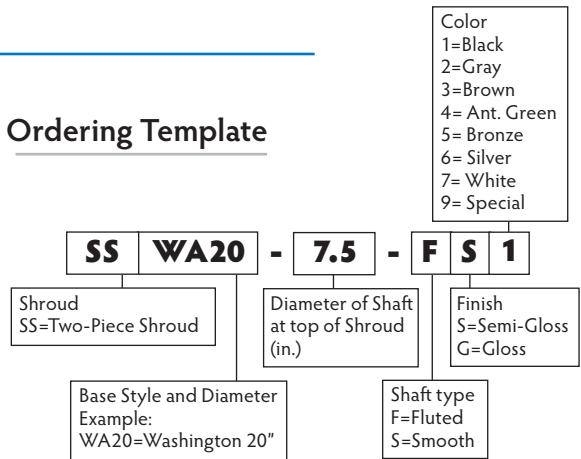 Color
1=Black
2=Gray
3=Brown
4= Ant. Green
5= Bronze
6= Silver
7= White
9= Special
Ordering Template
SS WA20 - 7.5 - F S 1
Shroud
SS=Two-Piece Shroud
Diameter of Shaft
at top of Shroud
(in.)
Finish
S=Semi-Gloss
G=Gloss
Base Style and Diameter
Example:
WA20=Washington 20"
Shaft type
F=Fluted
S=Smooth